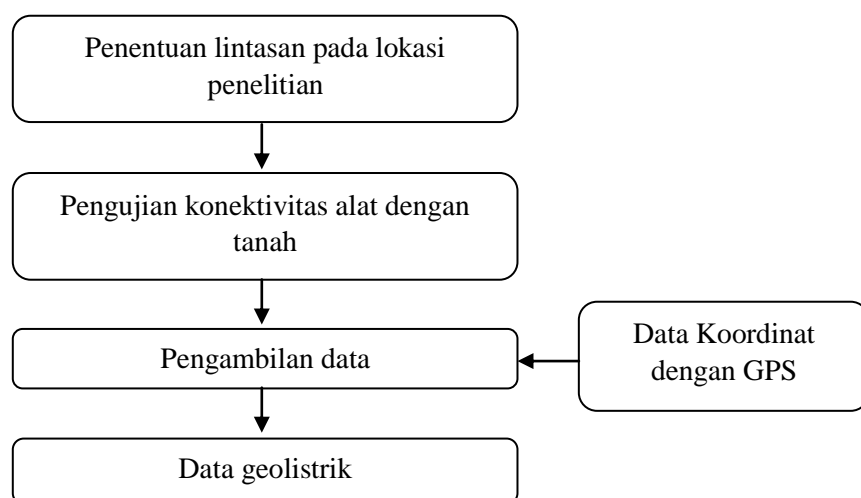 Penentuan lintasan pada lokasi
penelitian
Pengujian konektivitas alat dengan
tanah
Pengambilan data
Data Koordinat
dengan GPS
Data geolistrik